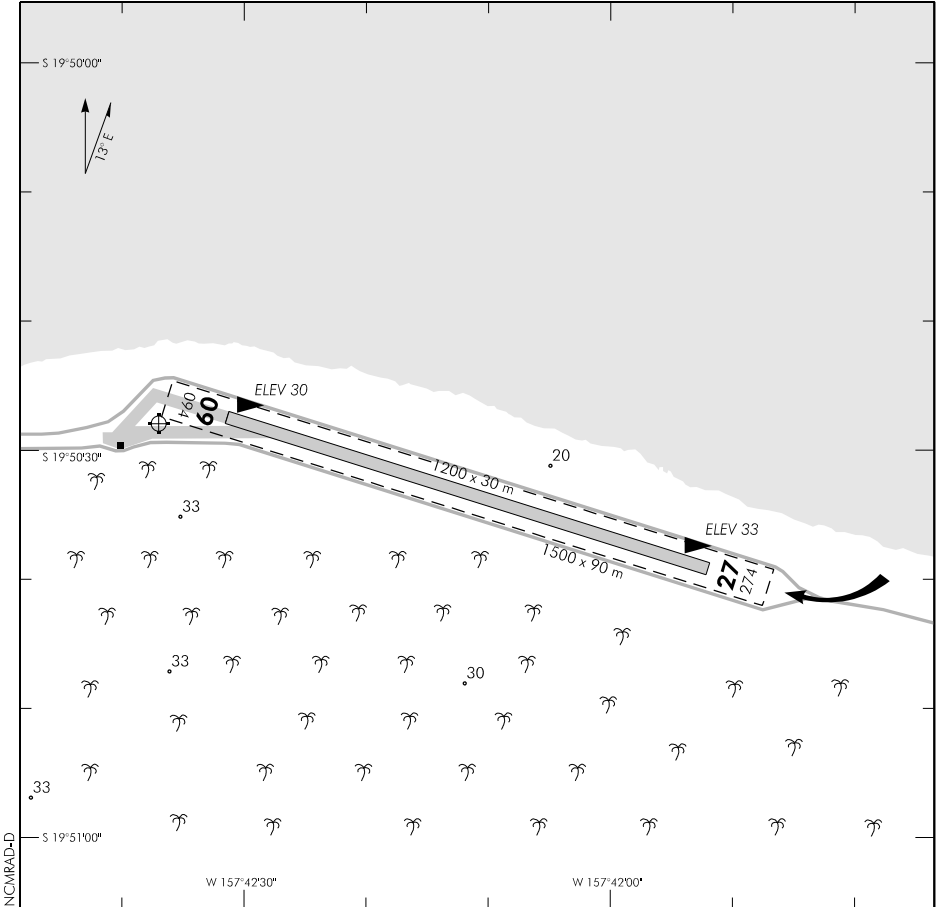 S 19°50'00"
13° E
ELEV 30
094
09
1200 x 30 m
20
S 19°50'30"
33
ELEV 33
1500 x 90 m
27
274
33
30
33
S 19°51'00"
W 157°42'30"
W 157°42'00"
NCMRAD-D